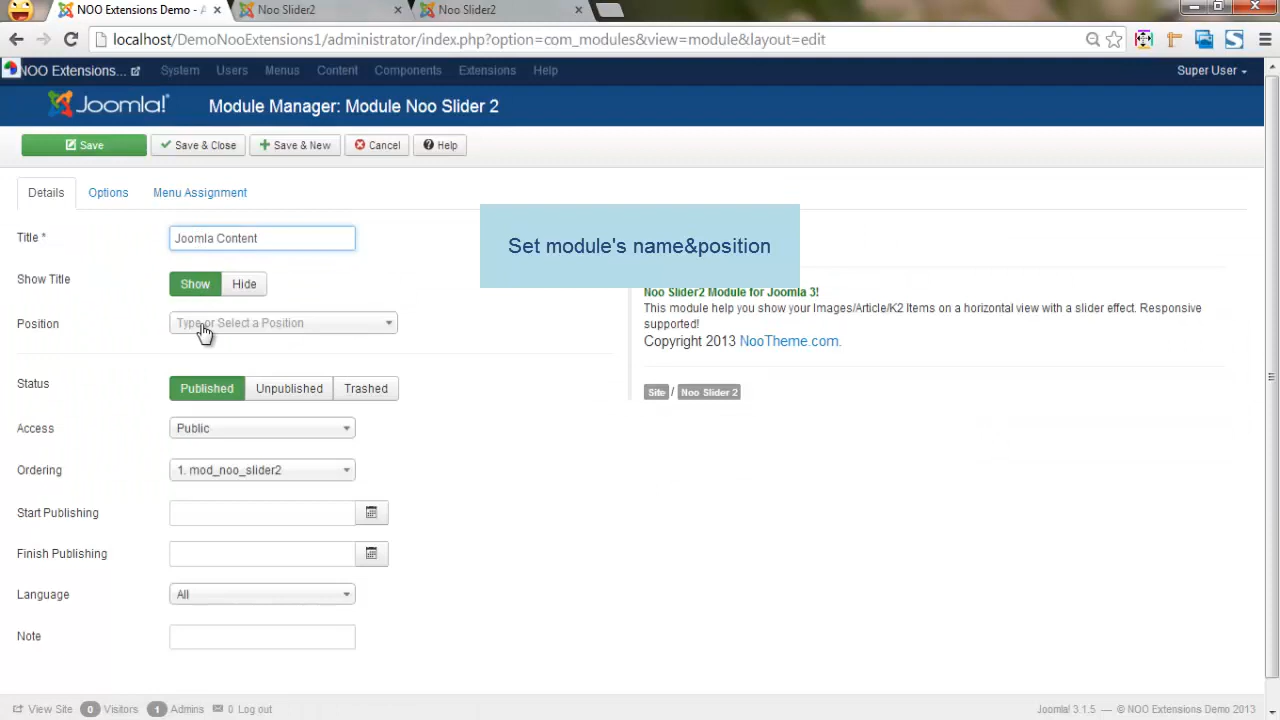 NOO Extensions Demo - A
Noo Slider2
Noo Slider2
localhost/DemoNooExtensions1/administrator/index.php?option=com_modules&view=module&layout=edit
NOO Extensions...
System
Users
Menus
Content
Components
Extensions
Help
Super User
Joomla!
Module Manager: Module Noo Slider 2
Save
Save & Close
Save & New
Cancel
Help
Details
Options
Menu Assignment
Set module's name&position
Title *
Joomla Content
Show Title
Show
Hide
Position
Type or Select a Position
Noo Slider2 Module for Joomla 3!
This module help you show your Images/Article/K2 Items on a horizontal view with a slider effect. Responsive
supported!
Copyright 2013 NooTheme.com.
Site / Noo Slider 2
Status
Published
Unpublished
Trashed
Access
Public
Ordering
1. mod_noo_slider2
Start Publishing
Finish Publishing
Language
All
Note
View Site
0 Visitors
1 Admins
0 Log out
Joomla! 3.1.5 — © NOO Extensions Demo 2013